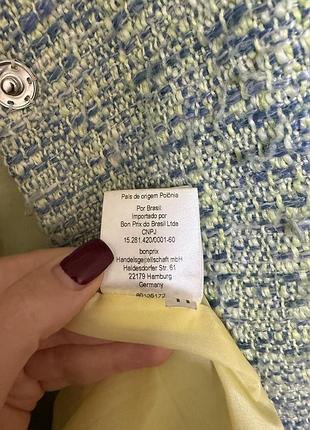 País de origem Polônia
Por Brasil:
Importado por
Bon Prix do Brasil Ltda
CNPJ
15.281.420/0001-60
bonprix
Handelsgesellschaft mbH
Haldesdorfer Str. 61
22179 Hamburg
Germany